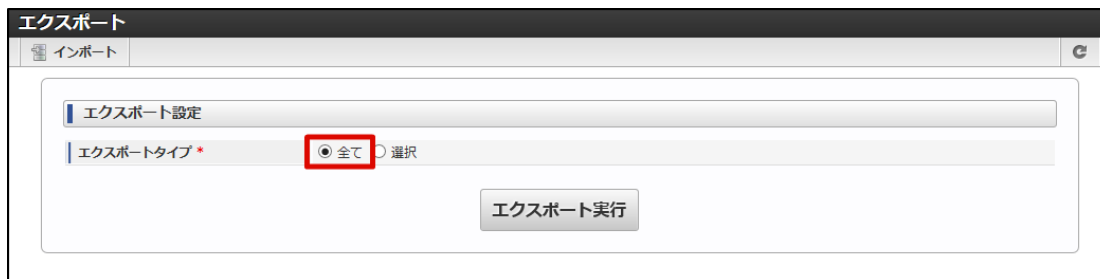 エクスポート
インポート
エクスポート設定
エクスポートタイプ * 全て 選択
エクスポート実行